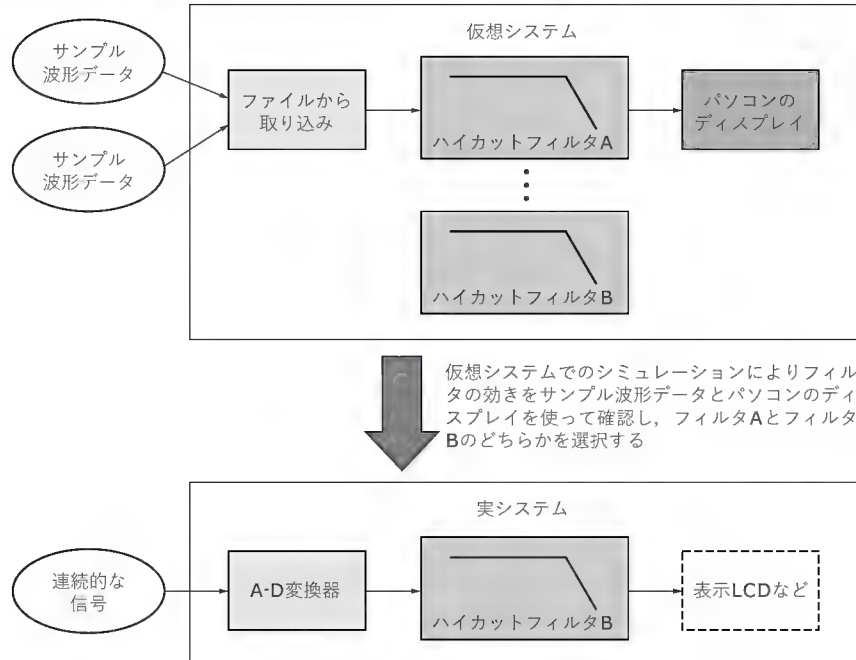 仮想システム
サンプル
波形データ
ファイルから
取り込み
ハイカットフィルタA
パソコンの
ディスプレイ
サンプル
波形データ
ハイカットフィルタB
仮想システムでのシミュレーションによりフィル
タの効きをサンプル波形データとパソコンのディ
スプレイを使って確認し，フィルタAとフィルタ
Bのどちらかを選択する
実システム
連続的な
信号
A-D変換器
ハイカットフィルタB
表示LCDなど